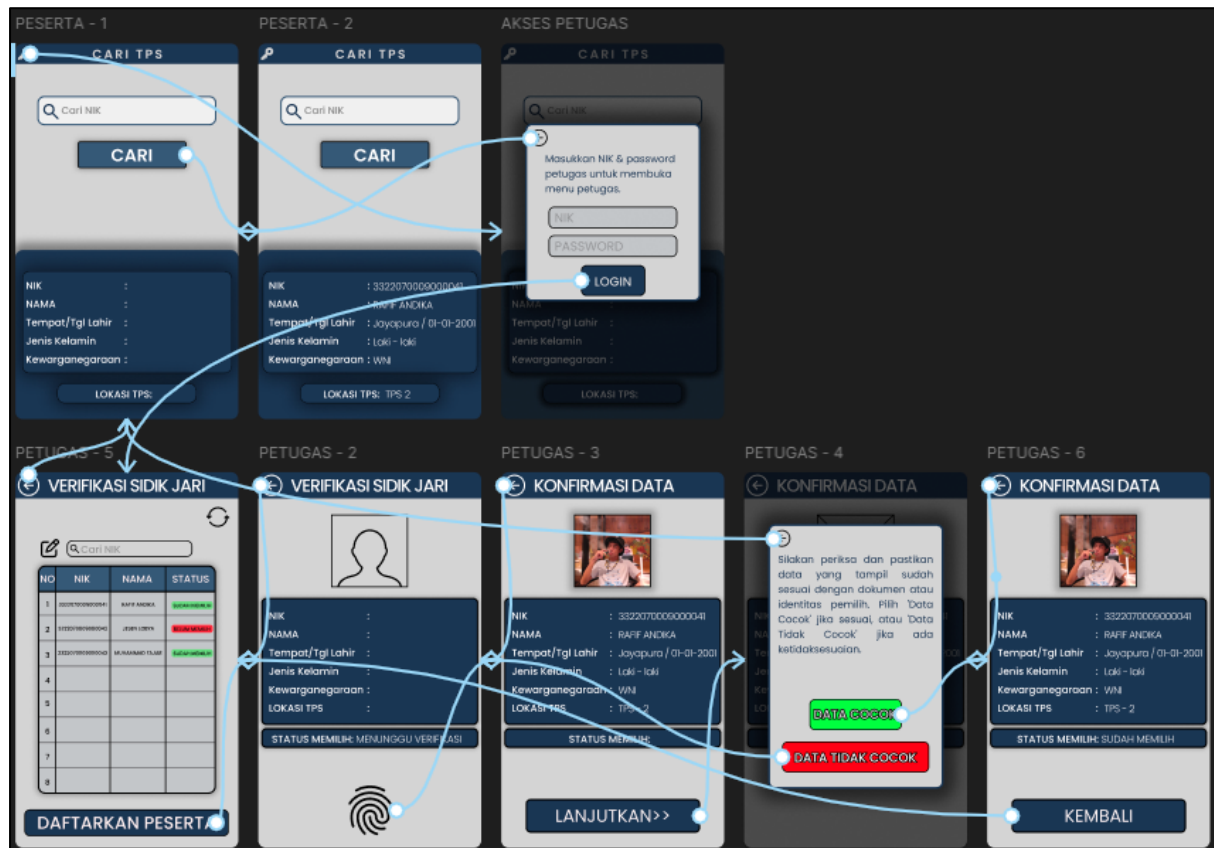 PESERTA - 1
PESERTA - 2
AKSES PETUGAS
CARI TPS
Cari NIK
CARI
NIK :
NAMA :
Tempat/Tgl Lahir :
Jenis Kelamin :
Kewarganegaraan :
LOKASI TPS:
CARI TPS
Cari NIK
CARI
NIK : 3322070009000041
NAMA : RAFIF ANDIKA
Tempat/Tgl Lahir : Jayapura / 01-01-2001
Jenis Kelamin : Laki - laki
Kewarganegaraan : WNI
LOKASI TPS: TPS 2
CARI TPS
Cari NIK
Masukkan NIK & password
petugas untuk membuka
menu petugas.
NIK
PASSWORD
LOGIN
NAMA
Tempat/Tgl Lahir :
Jenis Kelamin :
Kewarganegaraan :
LOKASI TPS:
PETUGAS - 5
PETUGAS - 2
PETUGAS - 3
PETUGAS - 4
PETUGAS - 6
VERIFIKASI SIDIK JARI
Cari NIK
NO NIK NAMA STATUS
1 3322070009000041 RAFIF ANDIKA
2
3
4
5
6
7
8
DAFTARKAN PESERTA
VERIFIKASI SIDIK JARI
NIK :
NAMA :
Tempat/Tgl Lahir :
Jenis Kelamin :
Kewarganegaraan :
LOKASI TPS :
STATUS MEMILIH: MENUNGGU VERIFIKASI
KONFIRMASI DATA
NIK : 3322070009000041
NAMA : RAFIF ANDIKA
Tempat/Tgl Lahir : Jayapura / 01-01-2001
Jenis Kelamin : Laki - laki
Kewarganegaraan : WNI
LOKASI TPS : TPS - 2
STATUS MEMILIH:
LANJUTKAN>>
KONFIRMASI DATA
Silakan periksa dan pastikan
data yang tampil sudah
sesuai dengan dokumen atau
identitas pemilih. Pilih 'Data
Cocok' jika sesuai, atau 'Data
Tidak Cocok' jika ada
ketidaksesuaian.
DATA COCOK
DATA TIDAK COCOK
KONFIRMASI DATA
NIK : 3322070009000041
NAMA : RAFIF ANDIKA
Tempat/Tgl Lahir : Jayapura / 01-01-2001
Jenis Kelamin : Laki - laki
Kewarganegaraan : WNI
LOKASI TPS : TPS - 2
STATUS MEMILIH: SUDAH MEMILIH
KEMBALI